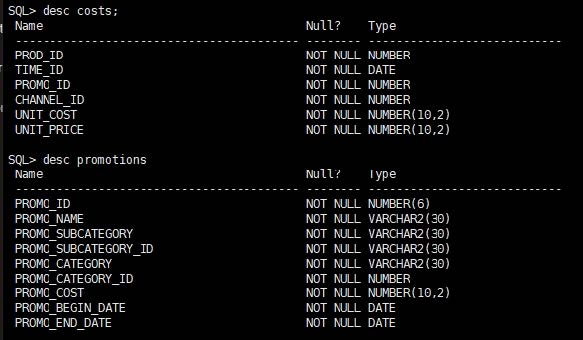 SQL> desc costs;
Name Null? Type
----------------------------------------- -------- ----------------------------
PROD_ID NOT NULL NUMBER
TIME_ID NOT NULL DATE
PROMO_ID NOT NULL NUMBER
CHANNEL_ID NOT NULL NUMBER
UNIT_COST NOT NULL NUMBER(10,2)
UNIT_PRICE NOT NULL NUMBER(10,2)
SQL> desc promotions
Name Null? Type
----------------------------------------- -------- ----------------------------
PROMO_ID NOT NULL NUMBER(6)
PROMO_NAME NOT NULL VARCHAR2(30)
PROMO_SUBCATEGORY NOT NULL VARCHAR2(30)
PROMO_SUBCATEGORY_ID NOT NULL VARCHAR2(30)
PROMO_CATEGORY NOT NULL VARCHAR2(30)
PROMO_CATEGORY_ID NOT NULL NUMBER
PROMO_COST NOT NULL NUMBER(10,2)
PROMO_BEGIN_DATE NOT NULL DATE
PROMO_END_DATE NOT NULL DATE